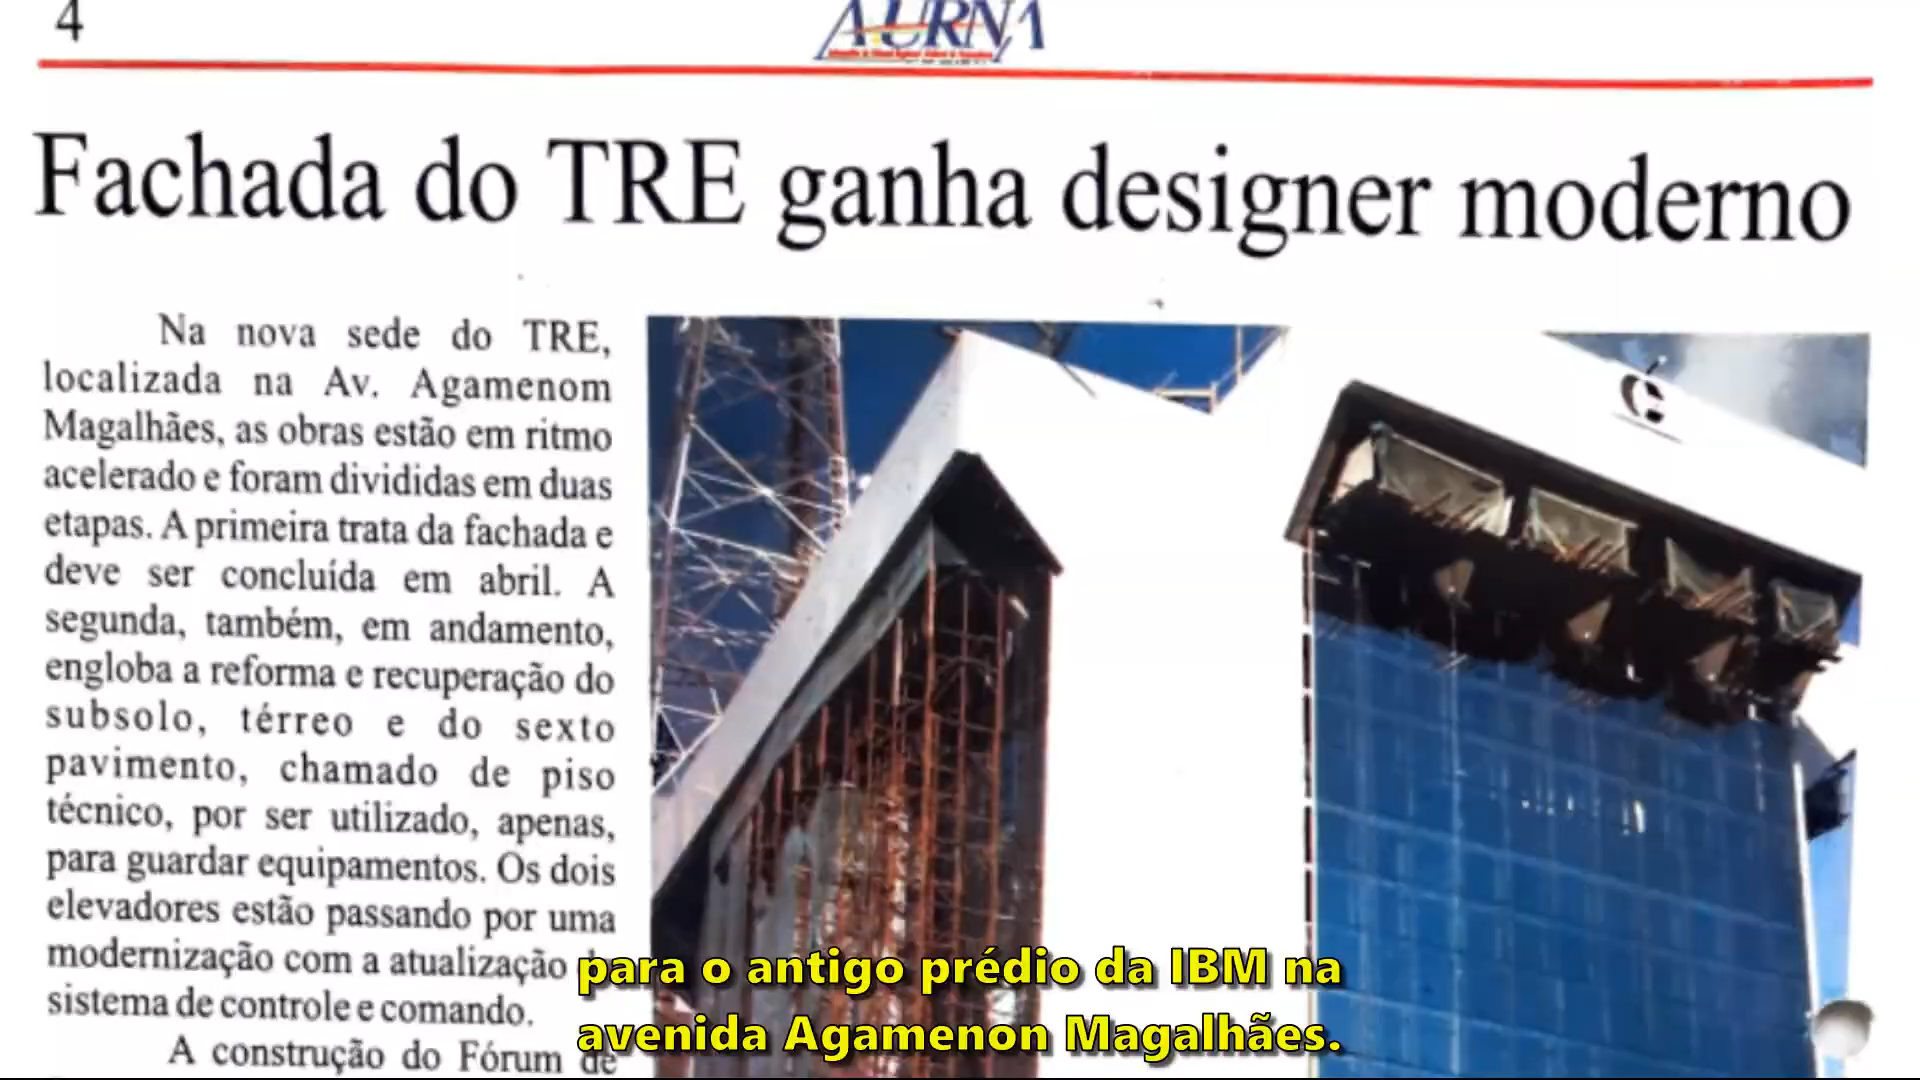 4
A URNA
Fachada do TRE ganha designer moderno
Na nova sede do TRE,
localizada na Av. Agamenom
Magalhães, as obras estão em ritmo
acelerado e foram divididas em duas
etapas. A primeira trata da fachada e
deve ser concluída em abril. A
segunda, também, em andamento,
engloba a reforma e recuperação do
subsolo, térreo e do sexto
pavimento, chamado de piso
técnico, por ser utilizado, apenas,
para guardar equipamentos. Os dois
elevadores estão passando por uma
modernização com a atualização
sistema de controle e comando.
A construção do Fórum de
para o antigo prédio da IBM na
avenida Agamenon Magalhães.